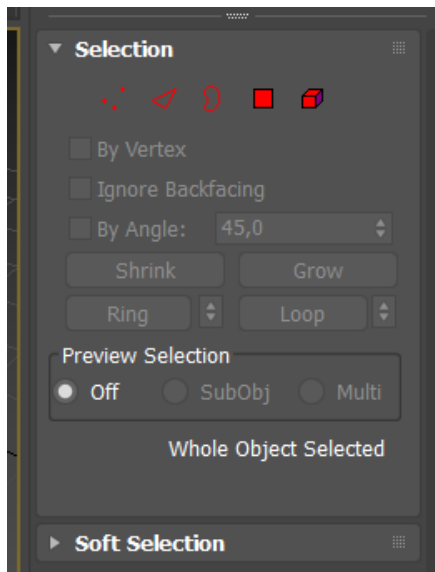 Selection
By Vertex
Ignore Backfacing
By Angle: 45,0
Shrink Grow
Ring Loop
Preview Selection
Off SubObj Multi
Whole Object Selected
Soft Selection